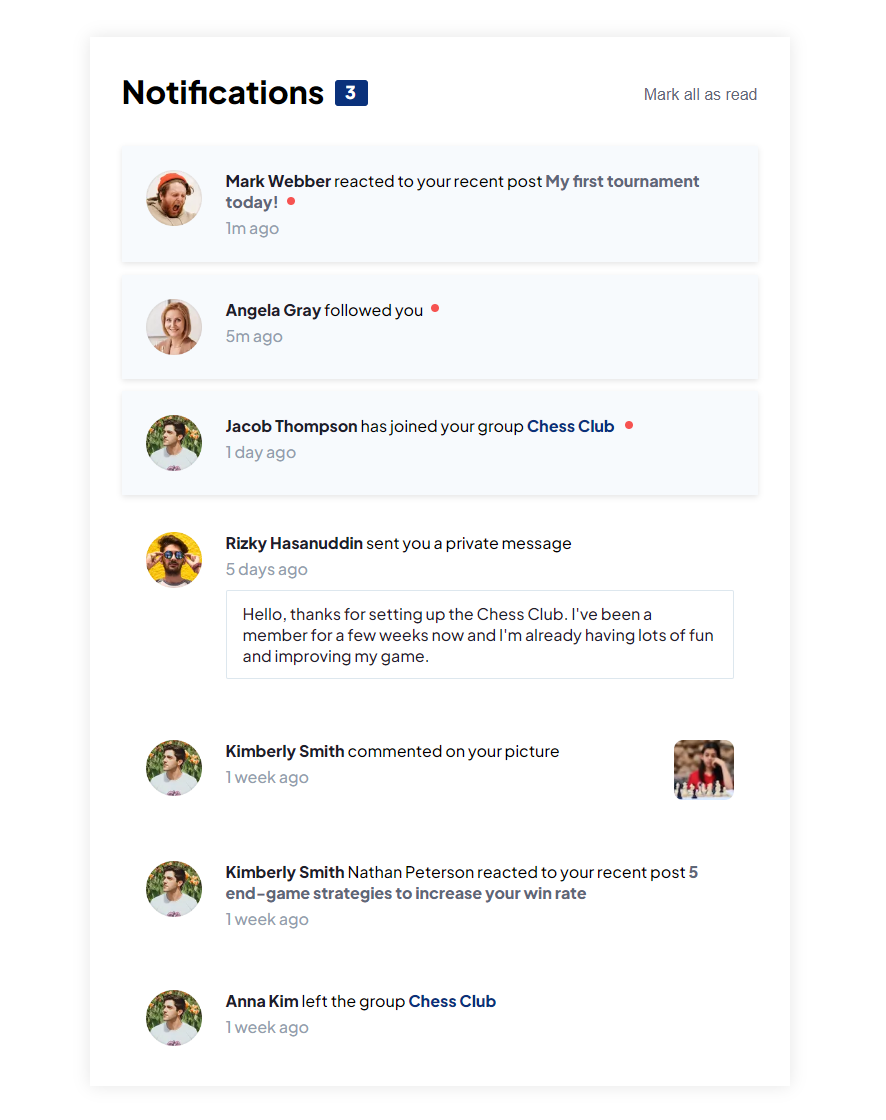 Notifications 3
Mark all as read
Mark Webber reacted to your recent post My first tournament
today!
1m ago
Angela Gray followed you
5m ago
Jacob Thompson has joined your group Chess Club
1 day ago
Rizky Hasanuddin sent you a private message
5 days ago
Hello, thanks for setting up the Chess Club. I've been a
member for a few weeks now and I'm already having lots of fun
and improving my game.
Kimberly Smith commented on your picture
1 week ago
Kimberly Smith Nathan Peterson reacted to your recent post 5
end-game strategies to increase your win rate
1 week ago
Anna Kim left the group Chess Club
1 week ago